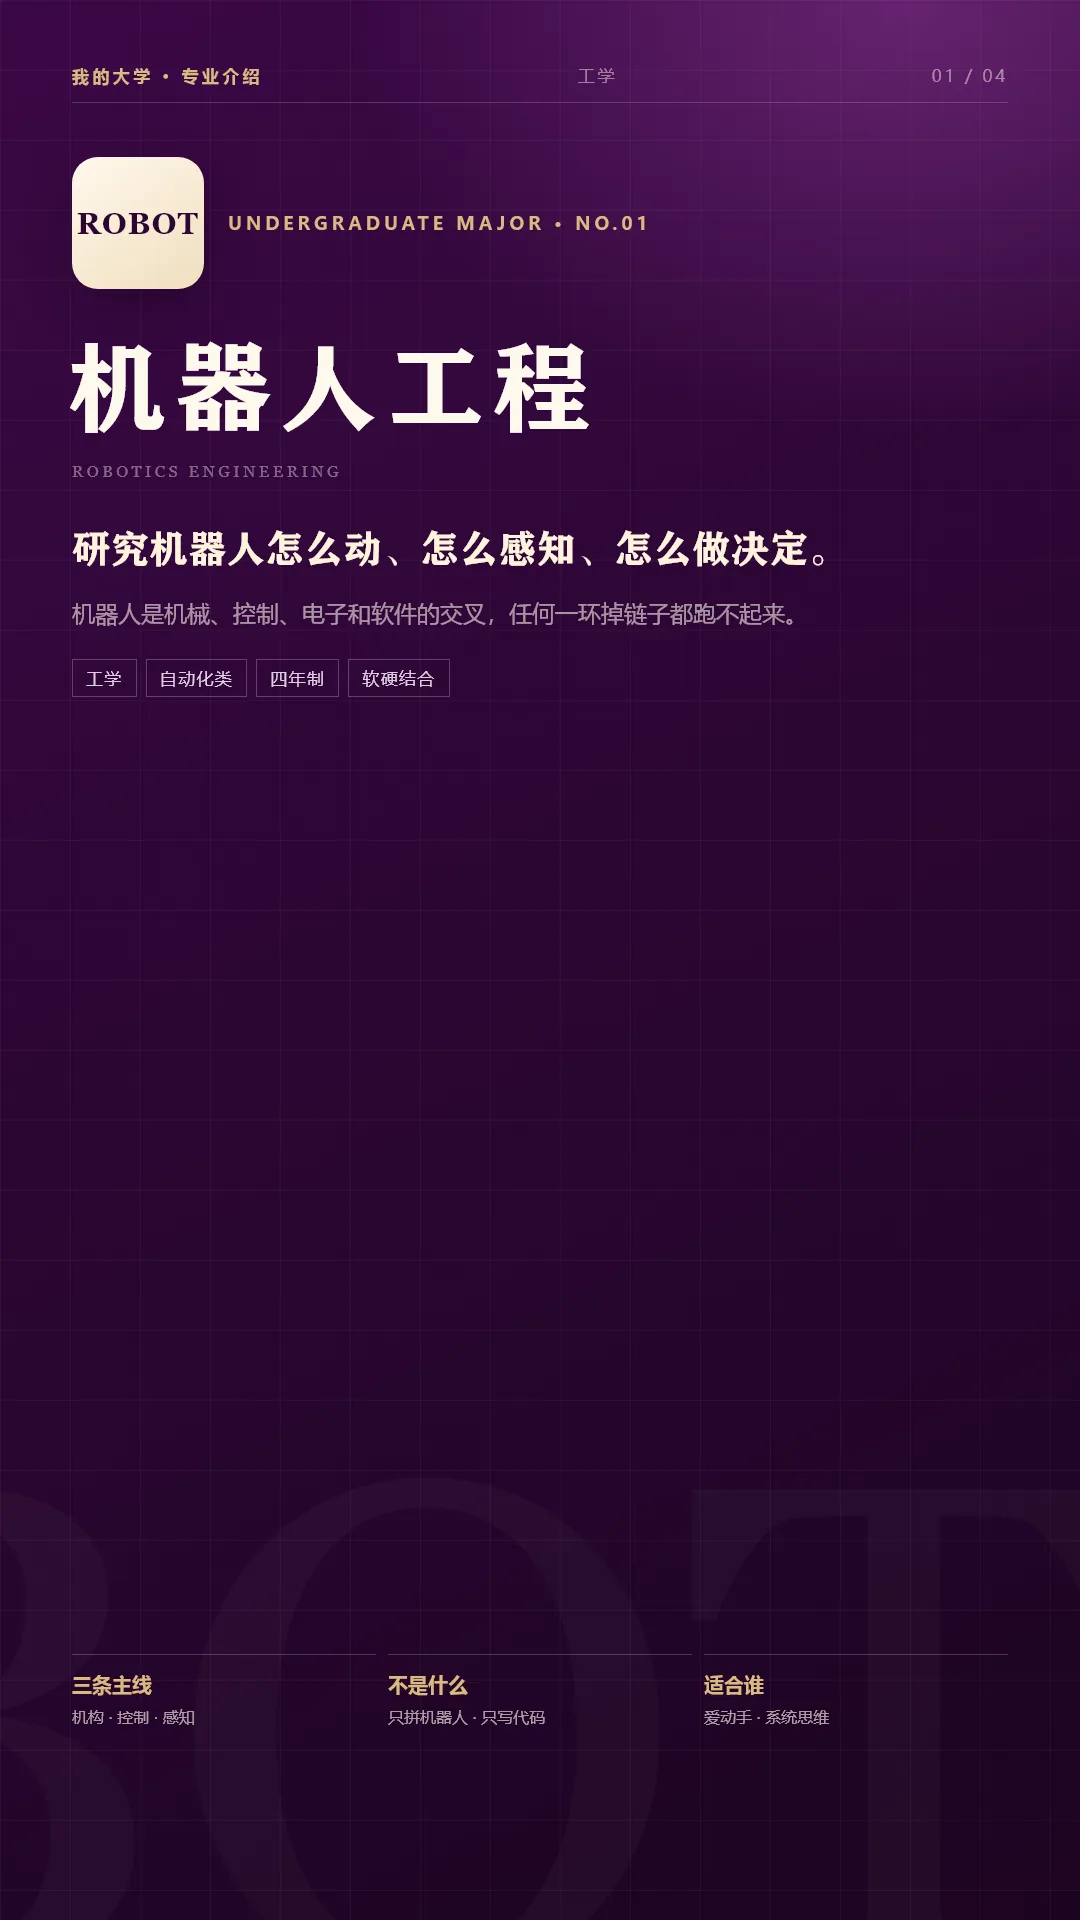 我的大学 • 专业介绍
工学
01 / 04
ROBOT
UNDERGRADUATE MAJOR • NO.01
机器人工程
ROBOTICS ENGINEERING
研究机器人怎么动、怎么感知、怎么做决定。
机器人是机械、控制、电子和软件的交叉，任何一环掉链子都跑不起来。
工学
自动化类
四年制
软硬结合
BOT
三条主线
机构 · 控制 · 感知
不是什么
只拼机器人 · 只写代码
适合谁
爱动手 · 系统思维